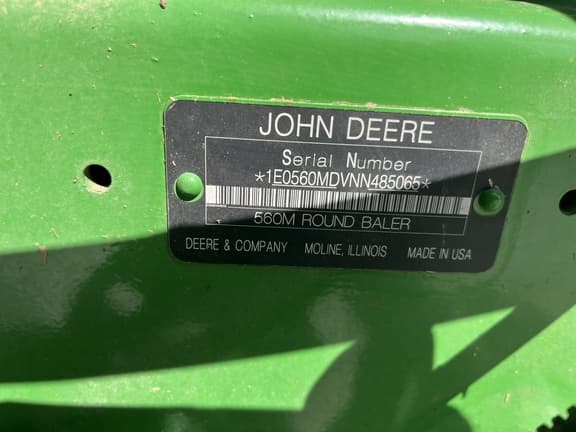 JOHN DEERE
Serial Number
*1E0560MDVNN485065*
560M ROUND BALER
DEERE & COMPANY MOLINE, ILLINOIS MADE IN USA